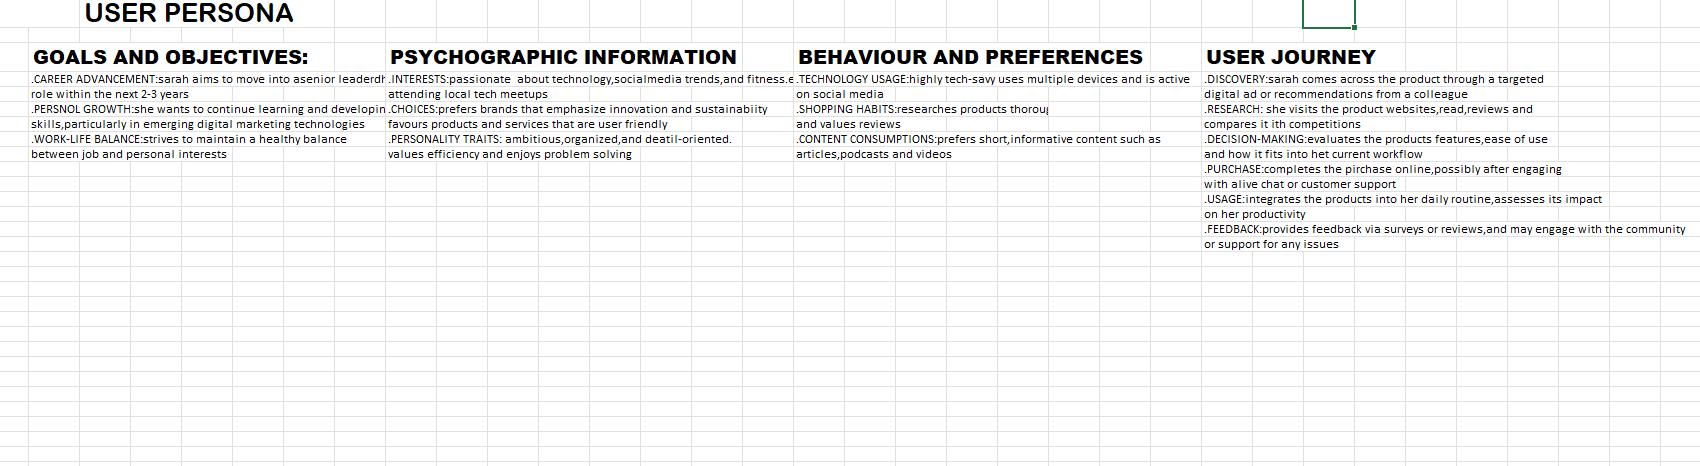 USER PERSONA
GOALS AND OBJECTIVES:
.CAREER ADVANCEMENT:sarah aims to move into asenior leaderdh
role within the next 2-3 years
.PERSNOL GROWTH:she wants to continue learning and developin
skills,particularly in emerging digital marketing technologies
.WORK-LIFE BALANCE:strives to maintain a healthy balance
between job and personal interests
PSYCHOGRAPHIC INFORMATION
.INTERESTS:passionate  about technology,socialmedia trends,and fitness.e
attending local tech meetups
.CHOICES:prefers brands that emphasize innovation and sustainabiity
favours products and services that are user friendly
.PERSONALITY TRAITS: ambitious,organized,and deatil-oriented.
values efficiency and enjoys problem solving
BEHAVIOUR AND PREFERENCES
.TECHNOLOGY USAGE:highly tech-savy uses multiple devices and is active
on social media
.SHOPPING HABITS:researches products thoroug
and values reviews
.CONTENT CONSUMPTIONS:prefers short,informative content such as
articles,podcasts and videos
USER JOURNEY
.DISCOVERY:sarah comes across the product through a targeted
digital ad or recommendations from a colleague
.RESEARCH: she visits the product websites,read,reviews and
compares it ith competitions
.DECISION-MAKING:evaluates the products features,ease of use
and how it fits into het current workflow
.PURCHASE:completes the pirchase online,possibly after engaging
with alive chat or customer support
.USAGE:integrates the products into her daily routine,assesses its impact
on her productivity
.FEEDBACK:provides feedback via surveys or reviews,and may engage with the community
or support for any issues